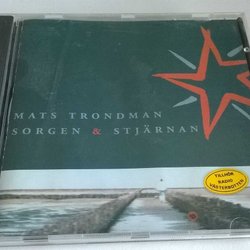 MATS TRONDMAN
SORGEN & STJÄRNAN
TILLHÖR
RADIO
VÄSTERBOTTEN